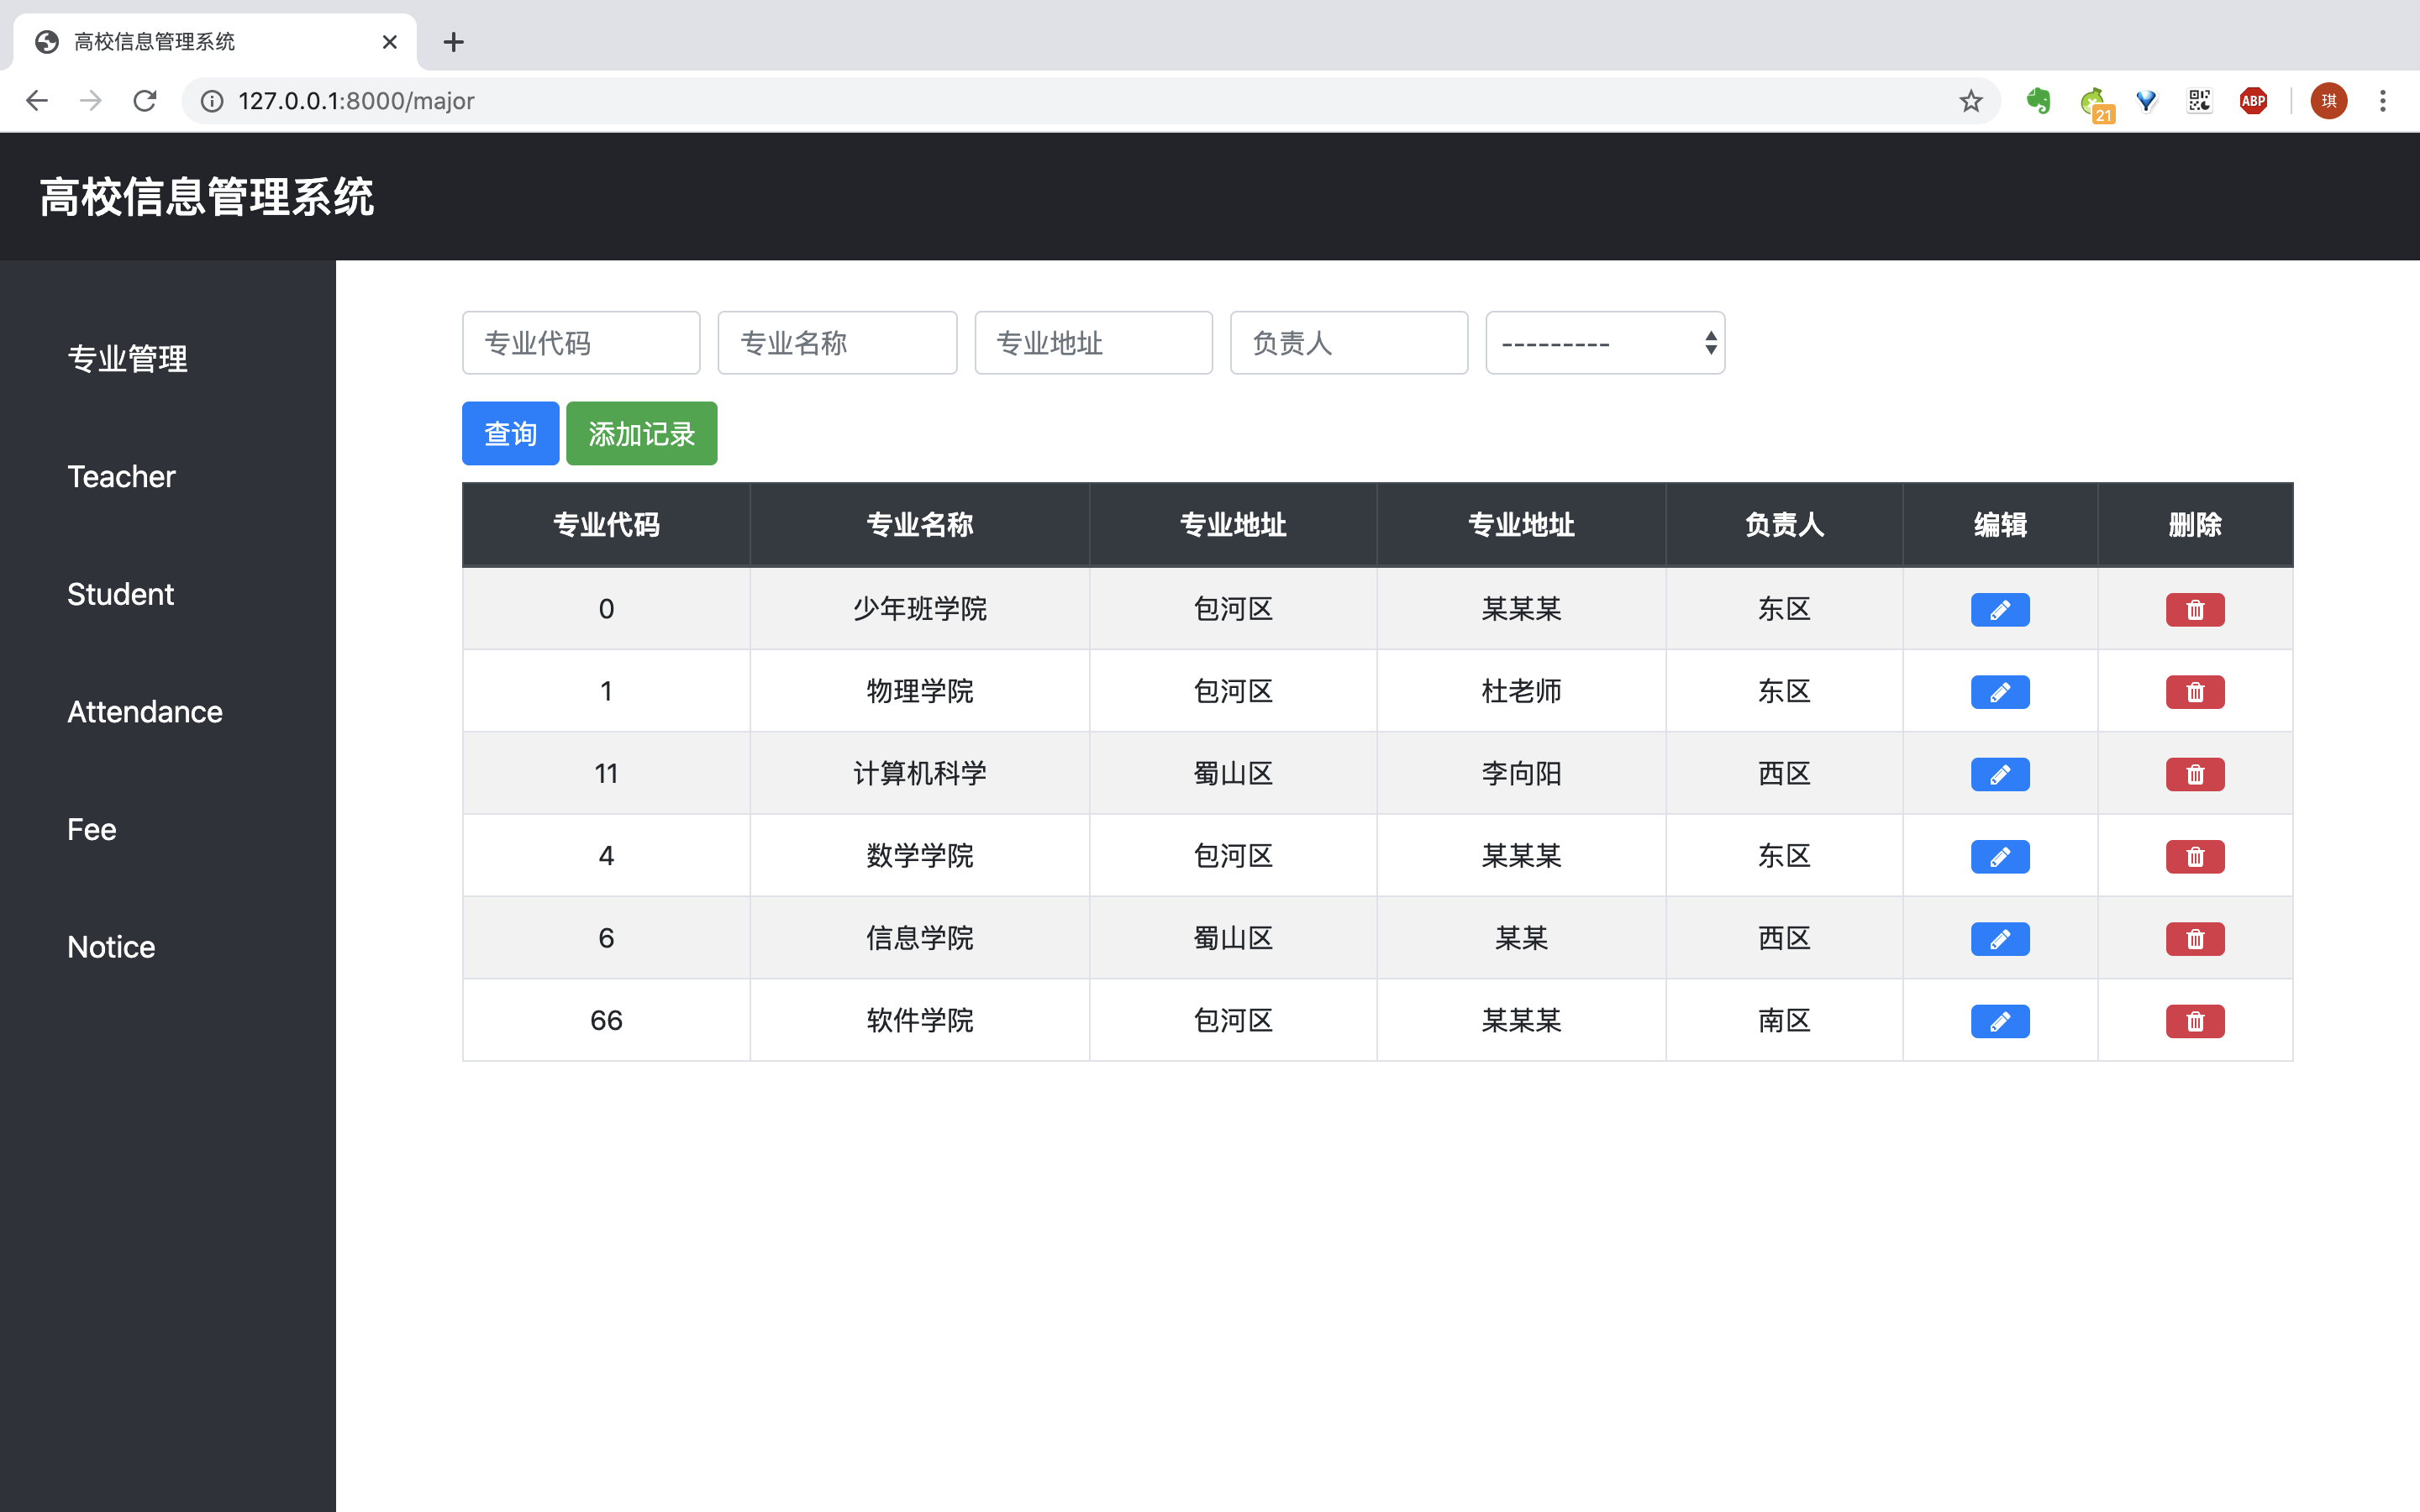 高校信息管理系统
127.0.0.1:8000/major
21
ABP
琪
高校信息管理系统
专业管理
Teacher
Student
Attendance
Fee
Notice
专业代码 专业名称 专业地址 负责人 ---------
查询 添加记录
专业代码 专业名称 专业地址 专业地址 负责人 编辑 删除
0 少年班学院 包河区 某某某 东区
1 物理学院 包河区 杜老师 东区
11 计算机科学 蜀山区 李向阳 西区
4 数学学院 包河区 某某某 东区
6 信息学院 蜀山区 某某 西区
66 软件学院 包河区 某某某 南区